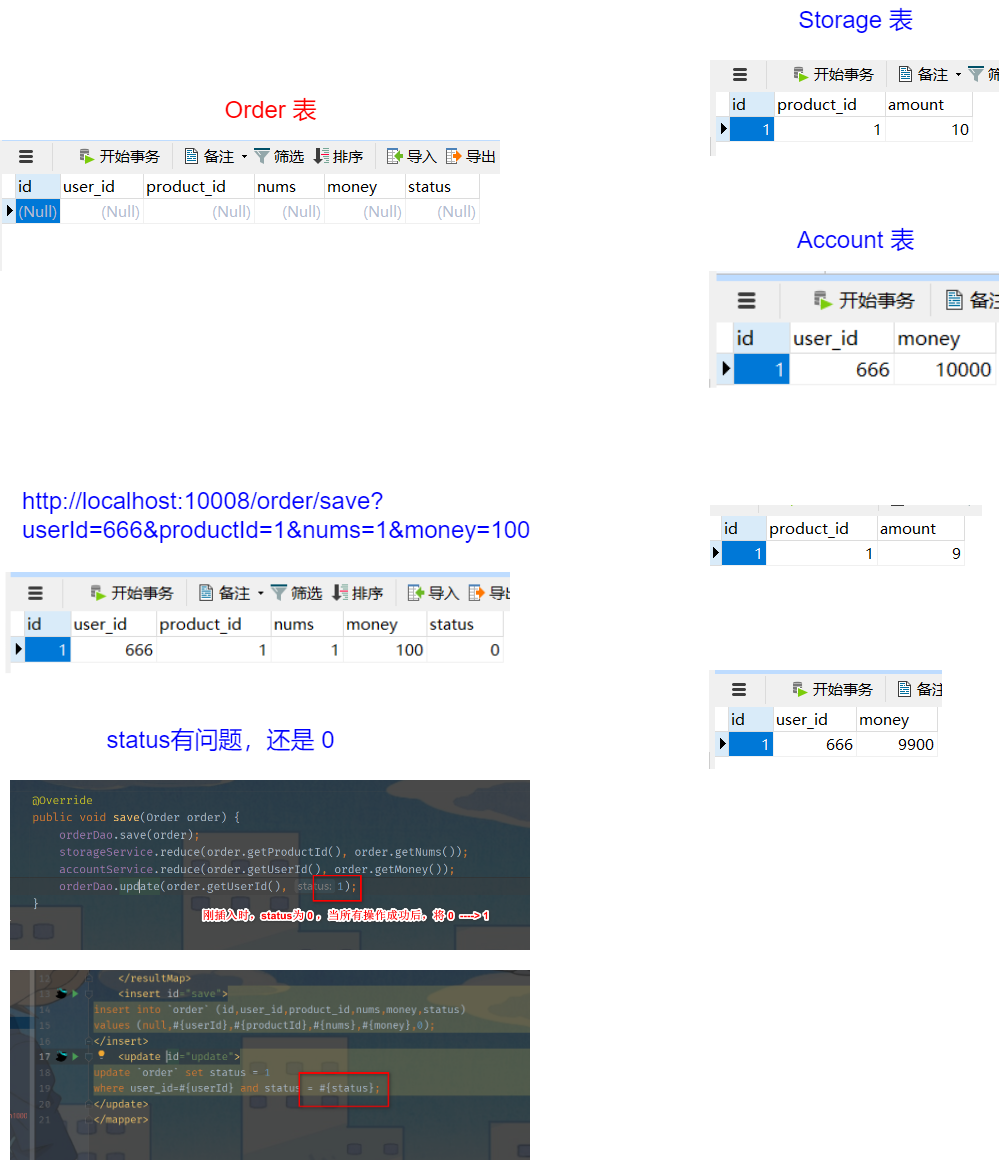 Storage 表
开始事务 备注 筛
id product_id amount
1 1 10
Order 表
开始事务 备注 筛选 排序 导入 导出
id user_id product_id nums money status
(Null) (Null) (Null) (Null) (Null) (Null)
Account 表
开始事务 备注
id user_id money
1 666 10000
http://localhost:10008/order/save?
userId=666&productId=1&nums=1&money=100
id product_id amount
1 1 9
开始事务 备注 筛选 排序 导入 导出
id user_id product_id nums money status
1 666 1 1 100 0
开始事务 备注
id user_id money
1 666 9900
status有问题，还是 0
@Override
public void save(Order order) {
orderDao.save(order);
storageService.reduce(order.getProductId(), order.getNums());
accountService.reduce(order.getUserId(), order.getMoney());
orderDao.update(order.getUserId(), status: 1);
}
刚插入时，status为 0 ，当所有操作成功后，将 0 ----> 1
12 </resultMap>
13 <insert id="save">
14 insert into `order` (id,user_id,product_id,nums,money,status)
15 values (null,#{userId},#{productId},#{nums},#{money},0);
16 </insert>
17 <update id="update">
18 update `order` set status = 1
19 where user_id=#{userId} and status = #{status};
20 </update>
21 </mapper>